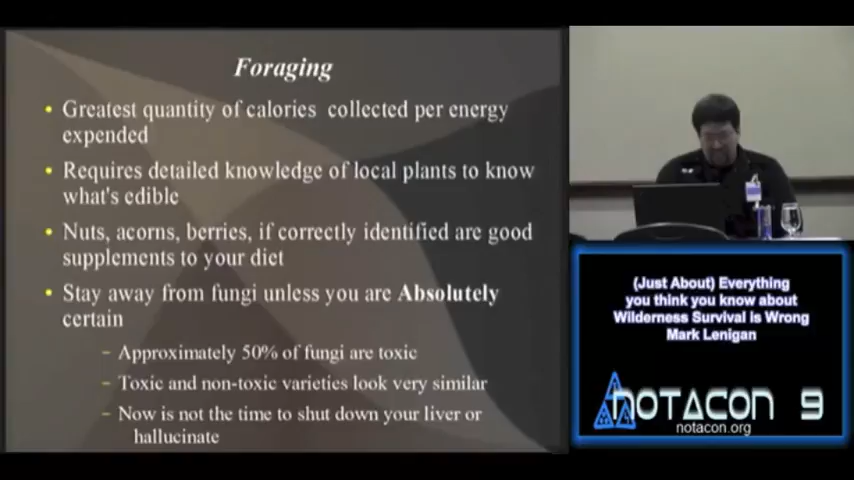 Foraging
• Greatest quantity of calories collected per energy
expended
• Requires detailed knowledge of local plants to know
what's edible
• Nuts, acorns, berries, if correctly identified are good
supplements to your diet
• Stay away from fungi unless you are Absolutely
certain
– Approximately 50% of fungi are toxic
– Toxic and non-toxic varieties look very similar
– Now is not the time to shut down your liver or
hallucinate
(Just About) Everything
you think you know about
Wilderness Survival is Wrong
Mark Lenigan
NOTACON 9
notacon.org